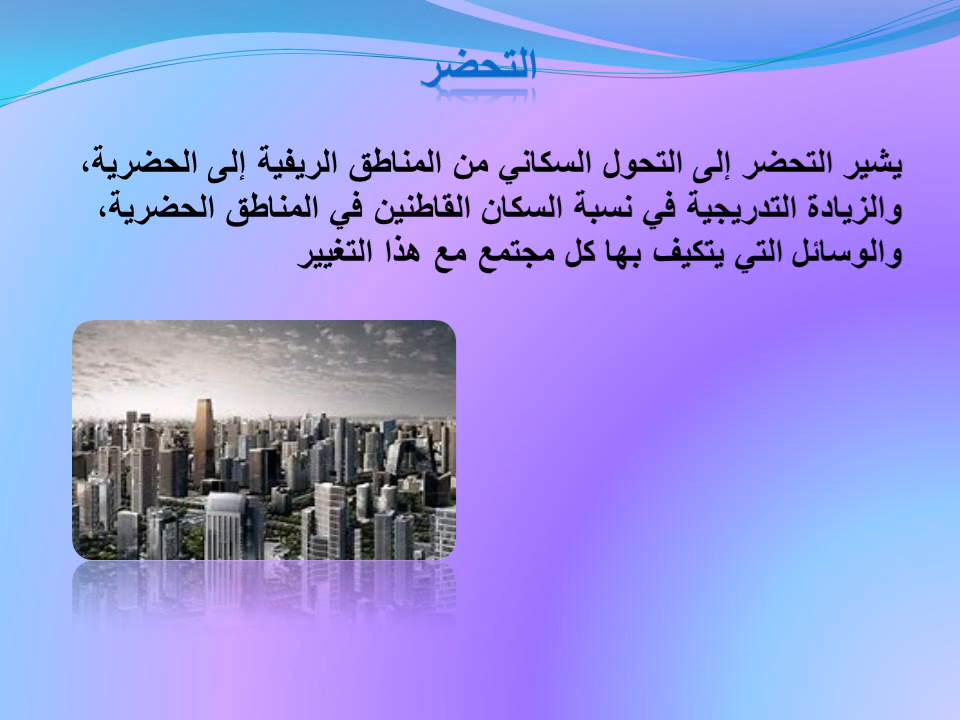 التحضر
يشير التحضر إلى التحول السكاني من المناطق الريفية إلى الحضرية،
والزيادة التدريجية في نسبة السكان القاطنين في المناطق الحضرية،
والوسائل التي يتكيف بها كل مجتمع مع هذا التغيير